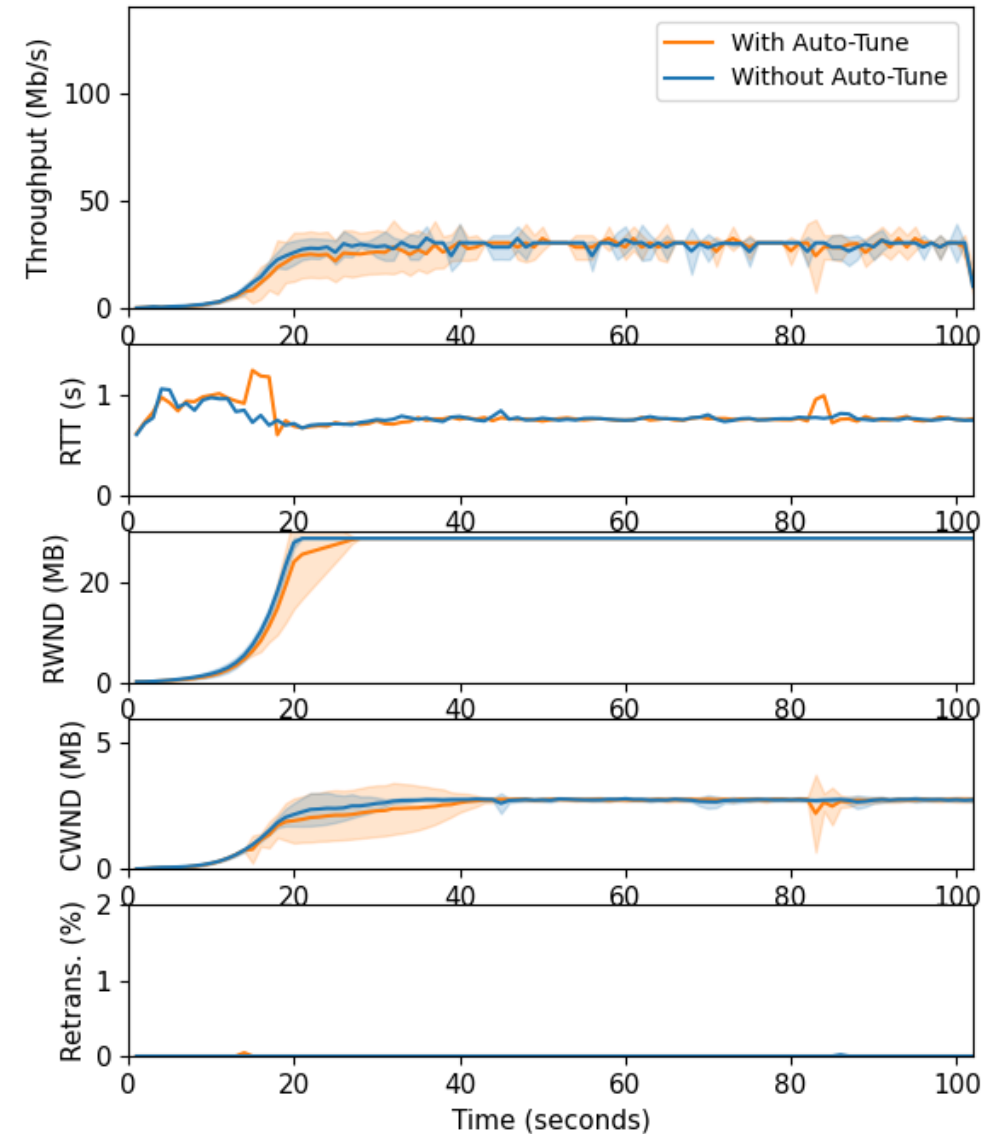 With Auto-Tune
Without Auto-Tune
Throughput (Mb/s)
100
50
0
0 20 40 60 80 100
RTT (s)
1
0
0 20 40 60 80 100
RWND (MB)
20
0
0 20 40 60 80 100
CWND (MB)
5
0
0 20 40 60 80 100
Retrans. (%)
2
1
0
0 20 40 60 80 100
Time (seconds)